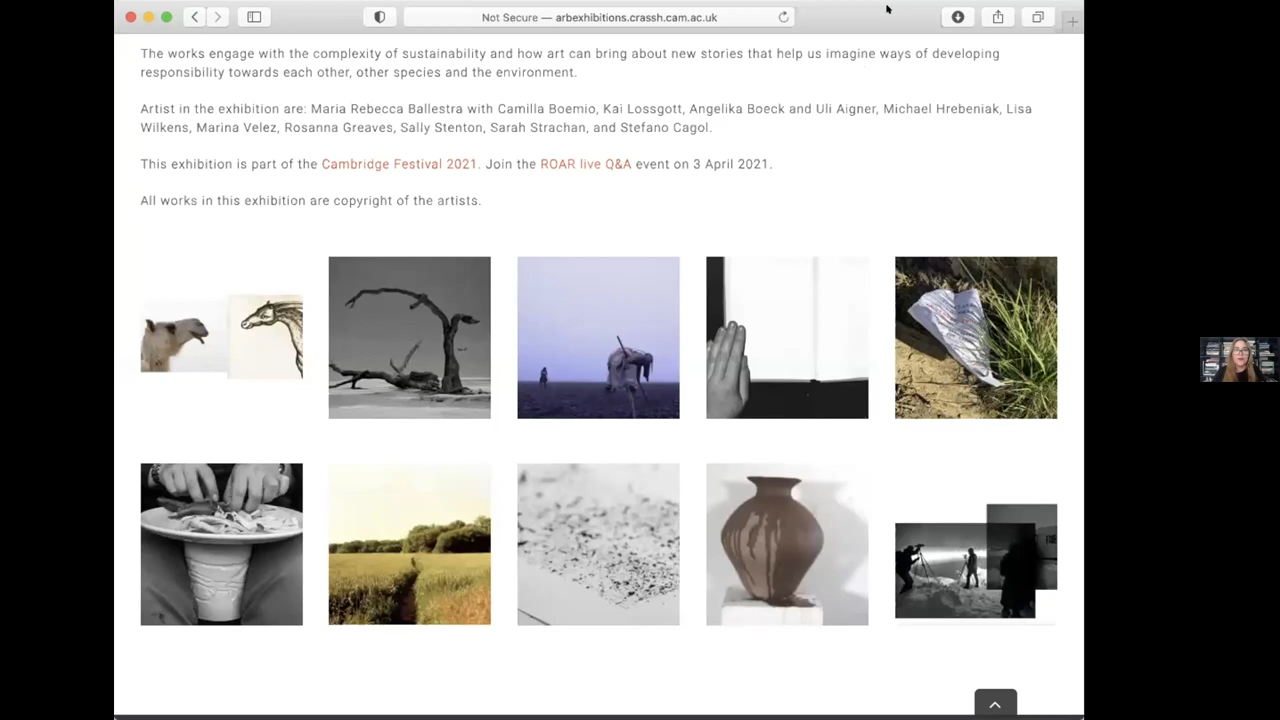 Not Secure — arbexhibitions.crassh.cam.ac.uk
The works engage with the complexity of sustainability and how art can bring about new stories that help us imagine ways of developing
responsibility towards each other, other species and the environment.
Artist in the exhibition are: Maria Rebecca Ballestra with Camilla Boemio, Kai Lossgott, Angelika Boeck and Uli Aigner, Michael Hrebeniak, Lisa
Wilkens, Marina Velez, Rosanna Greaves, Sally Stenton, Sarah Strachan, and Stefano Cagol.
This exhibition is part of the Cambridge Festival 2021. Join the ROAR live Q&A event on 3 April 2021.
All works in this exhibition are copyright of the artists.